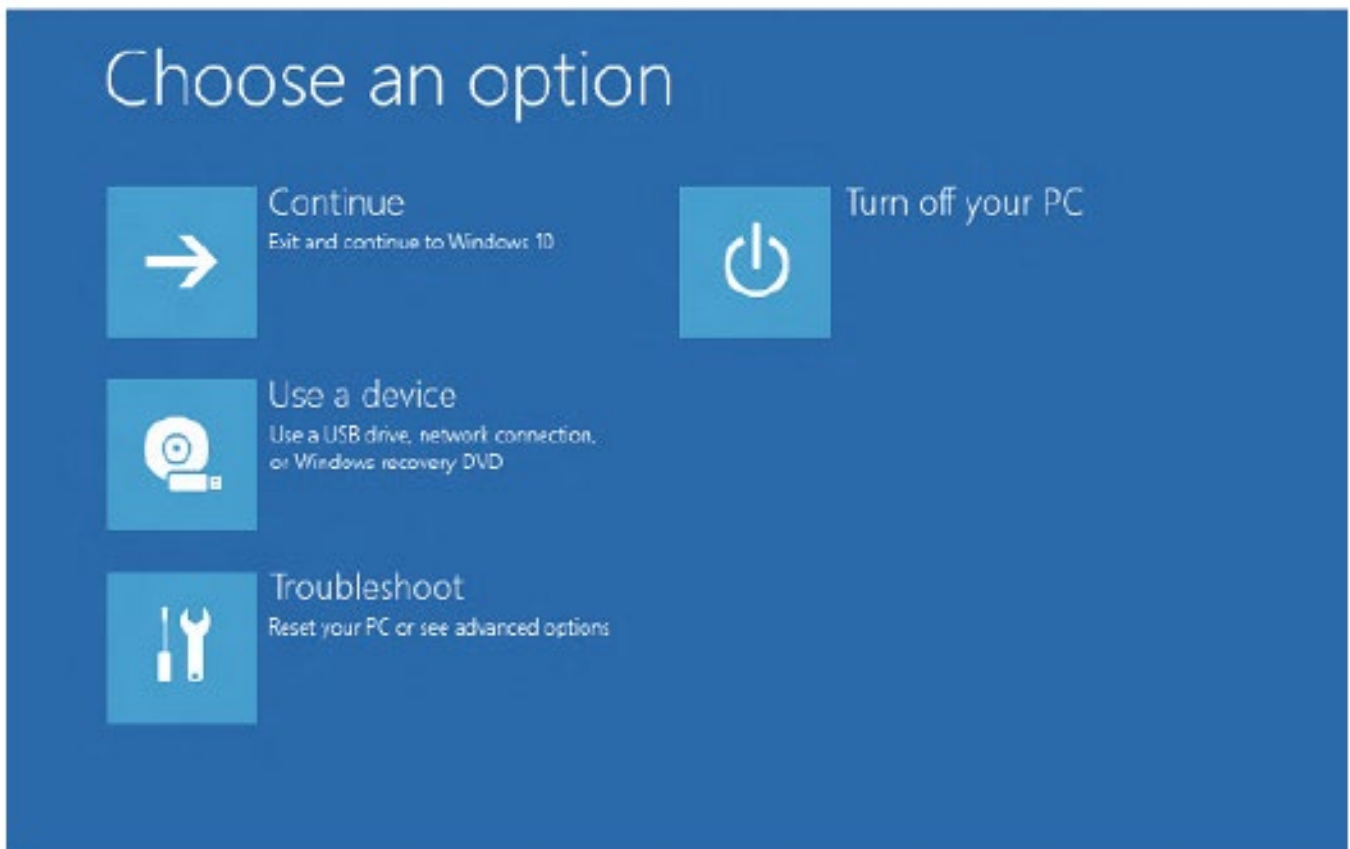 Choose an option
Continue
Exit and continue to Windows 10
Turn off your PC
Use a device
Use a USB drive, network connection,
or Windows recovery DVD
Troubleshoot
Reset your PC or see advanced options